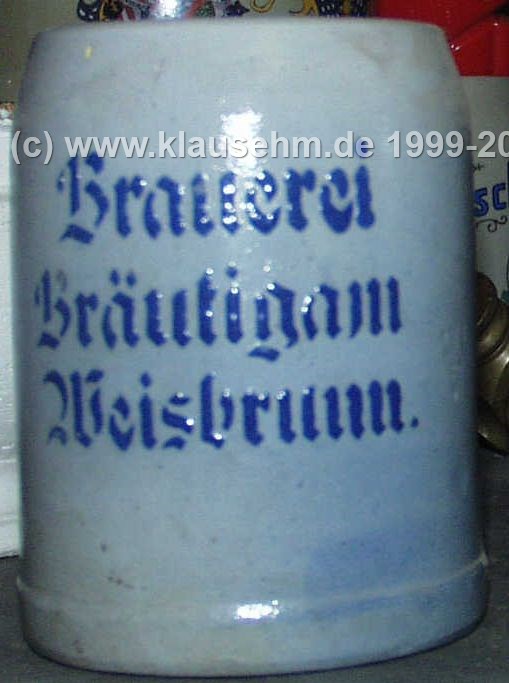 (c) www.klausehm.de 1999-20
Brauerei
Bräutigam
Weisbrunn.